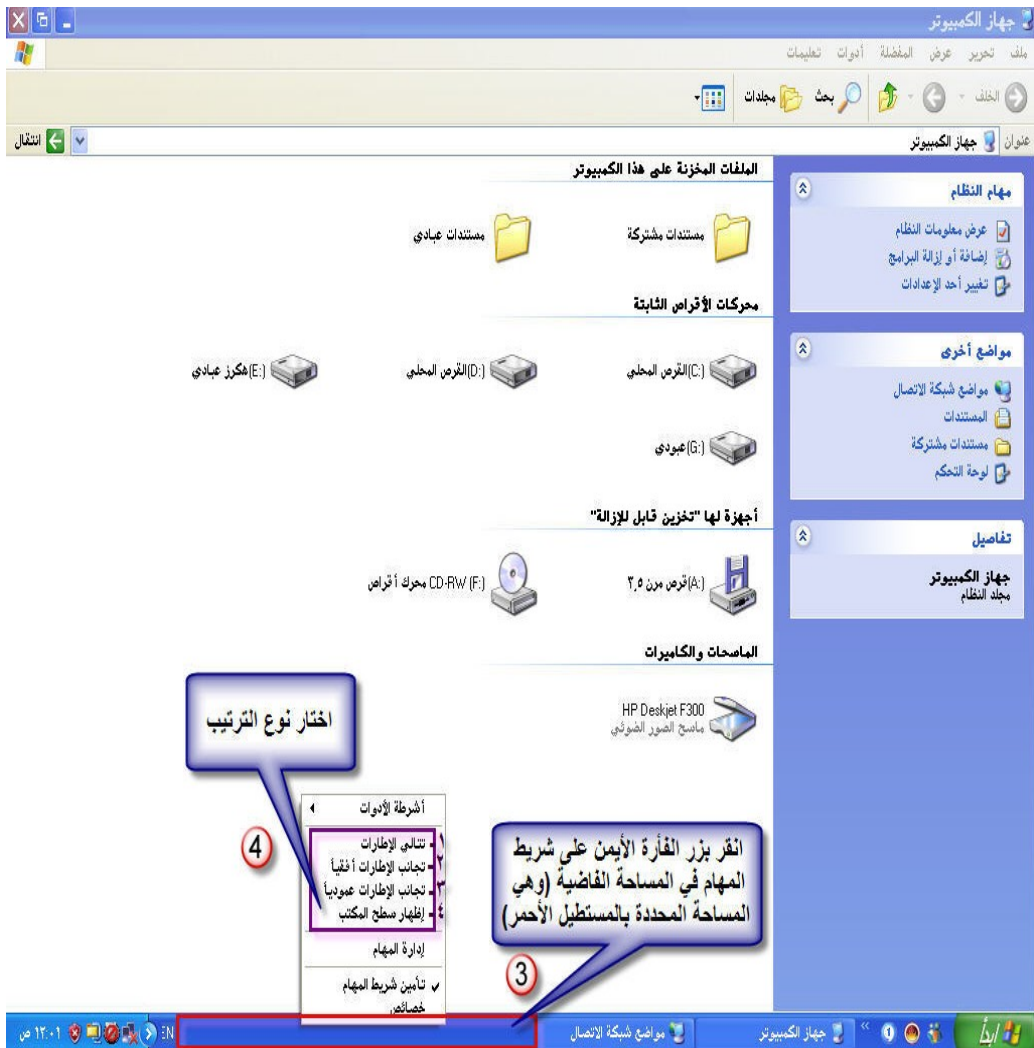 جهاز الكمبيوتر
ملف تحرير عرض المفضلة أدوات تعليمات
الخلف بحث مجلدات
عنوان جهاز الكمبيوتر انتقال
مهام النظام
عرض معلومات النظام
إضافة أو إزالة البرامج
تغيير أحد الإعدادات
مواضع أخرى
مواضع شبكة الاتصال
المستندات
مستندات مشتركة
لوحة التحكم
تفاصيل
جهاز الكمبيوتر
مجلد النظام
الملفات المخزنة على هذا الكمبيوتر
مستندات مشتركة
مستندات عبادي
محركات الأقراص الثابتة
القرص المحلي(C:)
القرص المحلي(D:)
هكرز عبادي(E:)
عبودي(G:)
أجهزة لها "تخزين قابل للإزالة"
قرص مرن ٣,٥(A:)
محرك أقراص CD-RW (F:)
الماسحات والكاميرات
HP Deskjet F300
ماسح الصور الضوئي
انقر بزر الفأرة الأيمن على شريط
المهام في المساحة الفاضية (وهي
المساحة المحددة بالمستطيل الأحمر)
3
اختار نوع الترتيب
4
أشرطة الأدوات
١- تتالي الإطارات
٢- تجانب الإطارات أفقياً
٣- تجانب الإطارات عمودياً
٤- إظهار سطح المكتب
إدارة المهام
تأمين شريط المهام
خصائص
ابدأ
جهاز الكمبيوتر
مواضع شبكة الاتصال
EN
١٢:٠١ ص